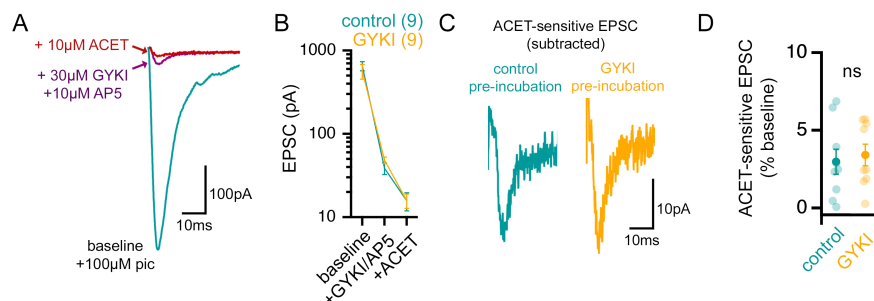 A
+ 10µM ACET
+ 30µM GYKI
+10µM AP5
100pA
10ms
baseline
+100µM pic
B
control (9)
GYKI (9)
EPSC (pA)
1000
100
10
baseline
+GYKI/AP5
+ACET
C
ACET-sensitive EPSC
(subtracted)
control
pre-incubation
GYKI
pre-incubation
10pA
10ms
D
ACET-sensitive EPSC
(% baseline)
10
5
0
ns
control
GYKI